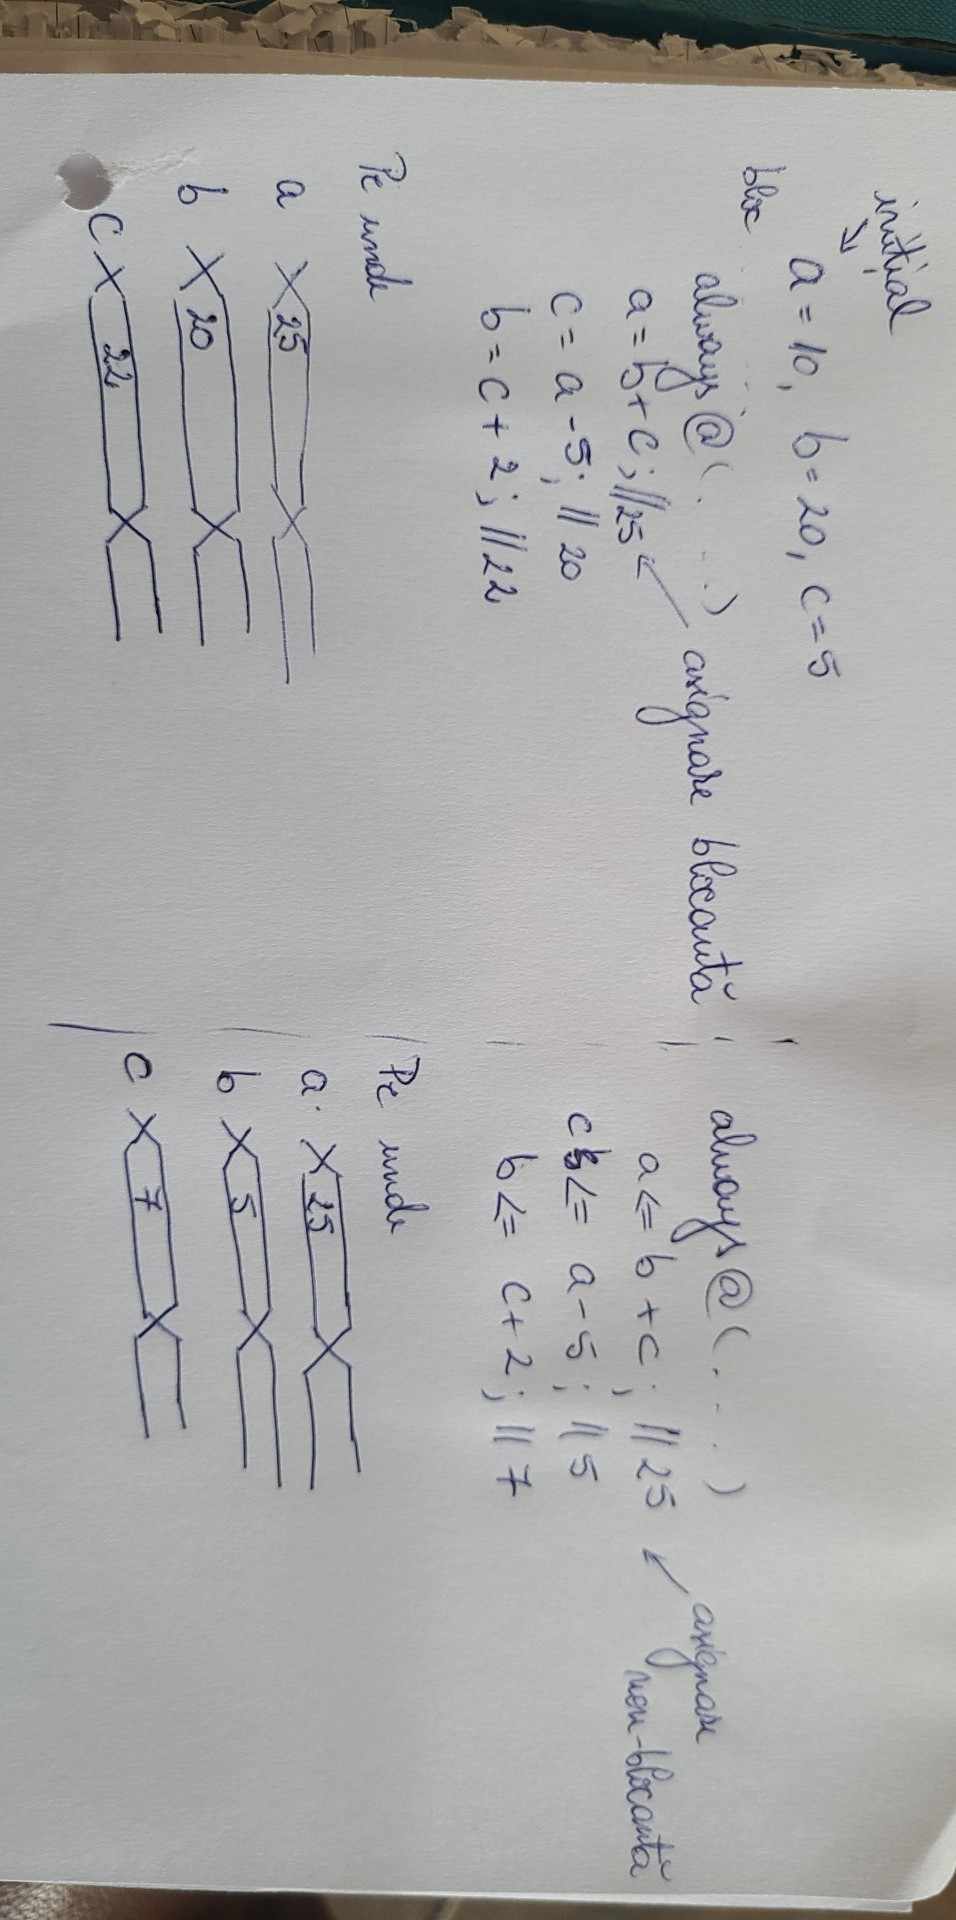 inițial
a = 10, b = 20, c = 5
bloc
always @ (. . .) asignare blocantă
a = b + c ; // 25
c = a - 5 ; // 20
b = c + 2 ; // 22
Pe unde
a 25
b 20
c 22
always @ (. . . .) asignare
non-blocantă
a <= b + c ; // 25
c <= a - 5 ; // 5
b <= c + 2 ; // 7
Pe unde
a 25
b 5
c 7